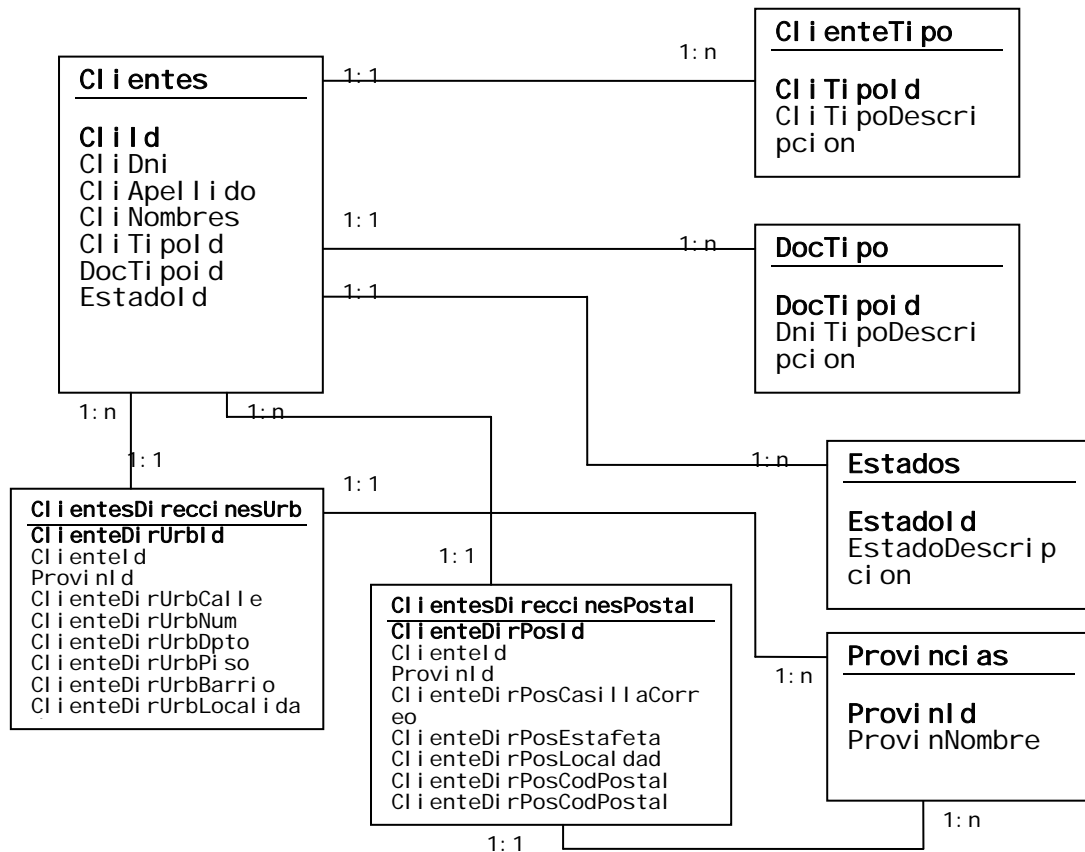 Clientes
CliId
CliDni
CliApellido
CliNombres
CliTipoId
DocTipoid
EstadoId
1:1
1:n
ClienteTipo
CliTipoId
CliTipoDescri
pcion
1:1
1:n
DocTipo
DocTipoid
DniTipoDescri
pcion
1:1
1:n
Estados
EstadoId
EstadoDescrip
cion
1:n
1:1
1:n
1:1
ClientesDireccinesUrb
ClienteDirUrbId
ClienteId
ProvinId
ClienteDirUrbCalle
ClienteDirUrbNum
ClienteDirUrbDpto
ClienteDirUrbPiso
ClienteDirUrbBarrio
ClienteDirUrbLocalida
1:1
1:n
ClientesDireccinesPostal
ClienteDirPosId
ClienteId
ProvinId
ClienteDirPosCasillaCorr
eo
ClienteDirPosEstafeta
ClienteDirPosLocaldad
ClienteDirPosCodPostal
ClienteDirPosCodPostal
Provincias
ProvinId
ProvinNombre
1:1
1:n